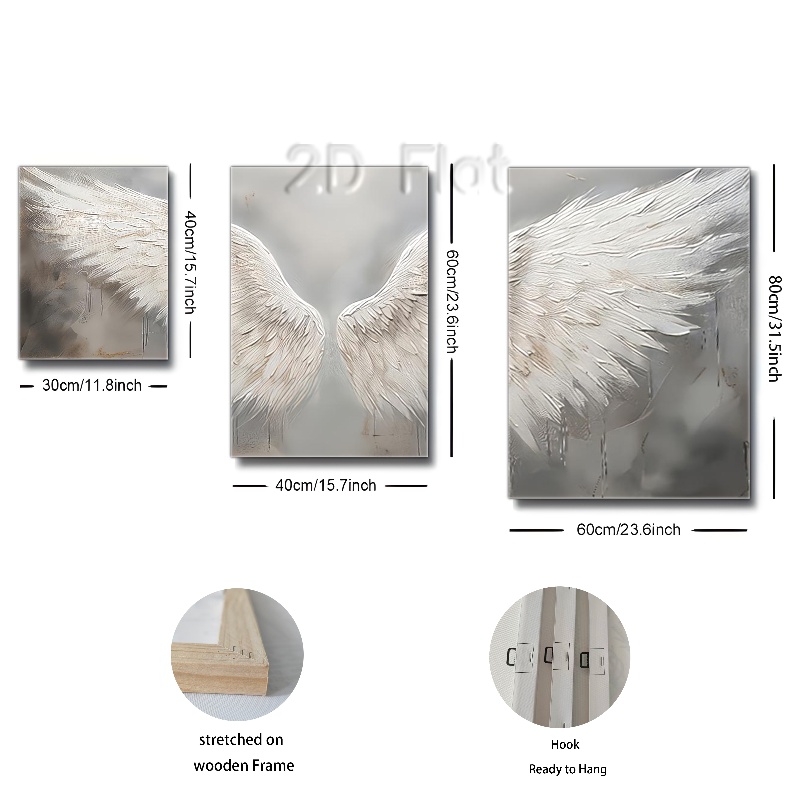 2D Flat
40cm/15.7inch
30cm/11.8inch
60cm/23.6inch
40cm/15.7inch
80cm/31.5inch
60cm/23.6inch
stretched on
wooden Frame
Hook
Ready to Hang